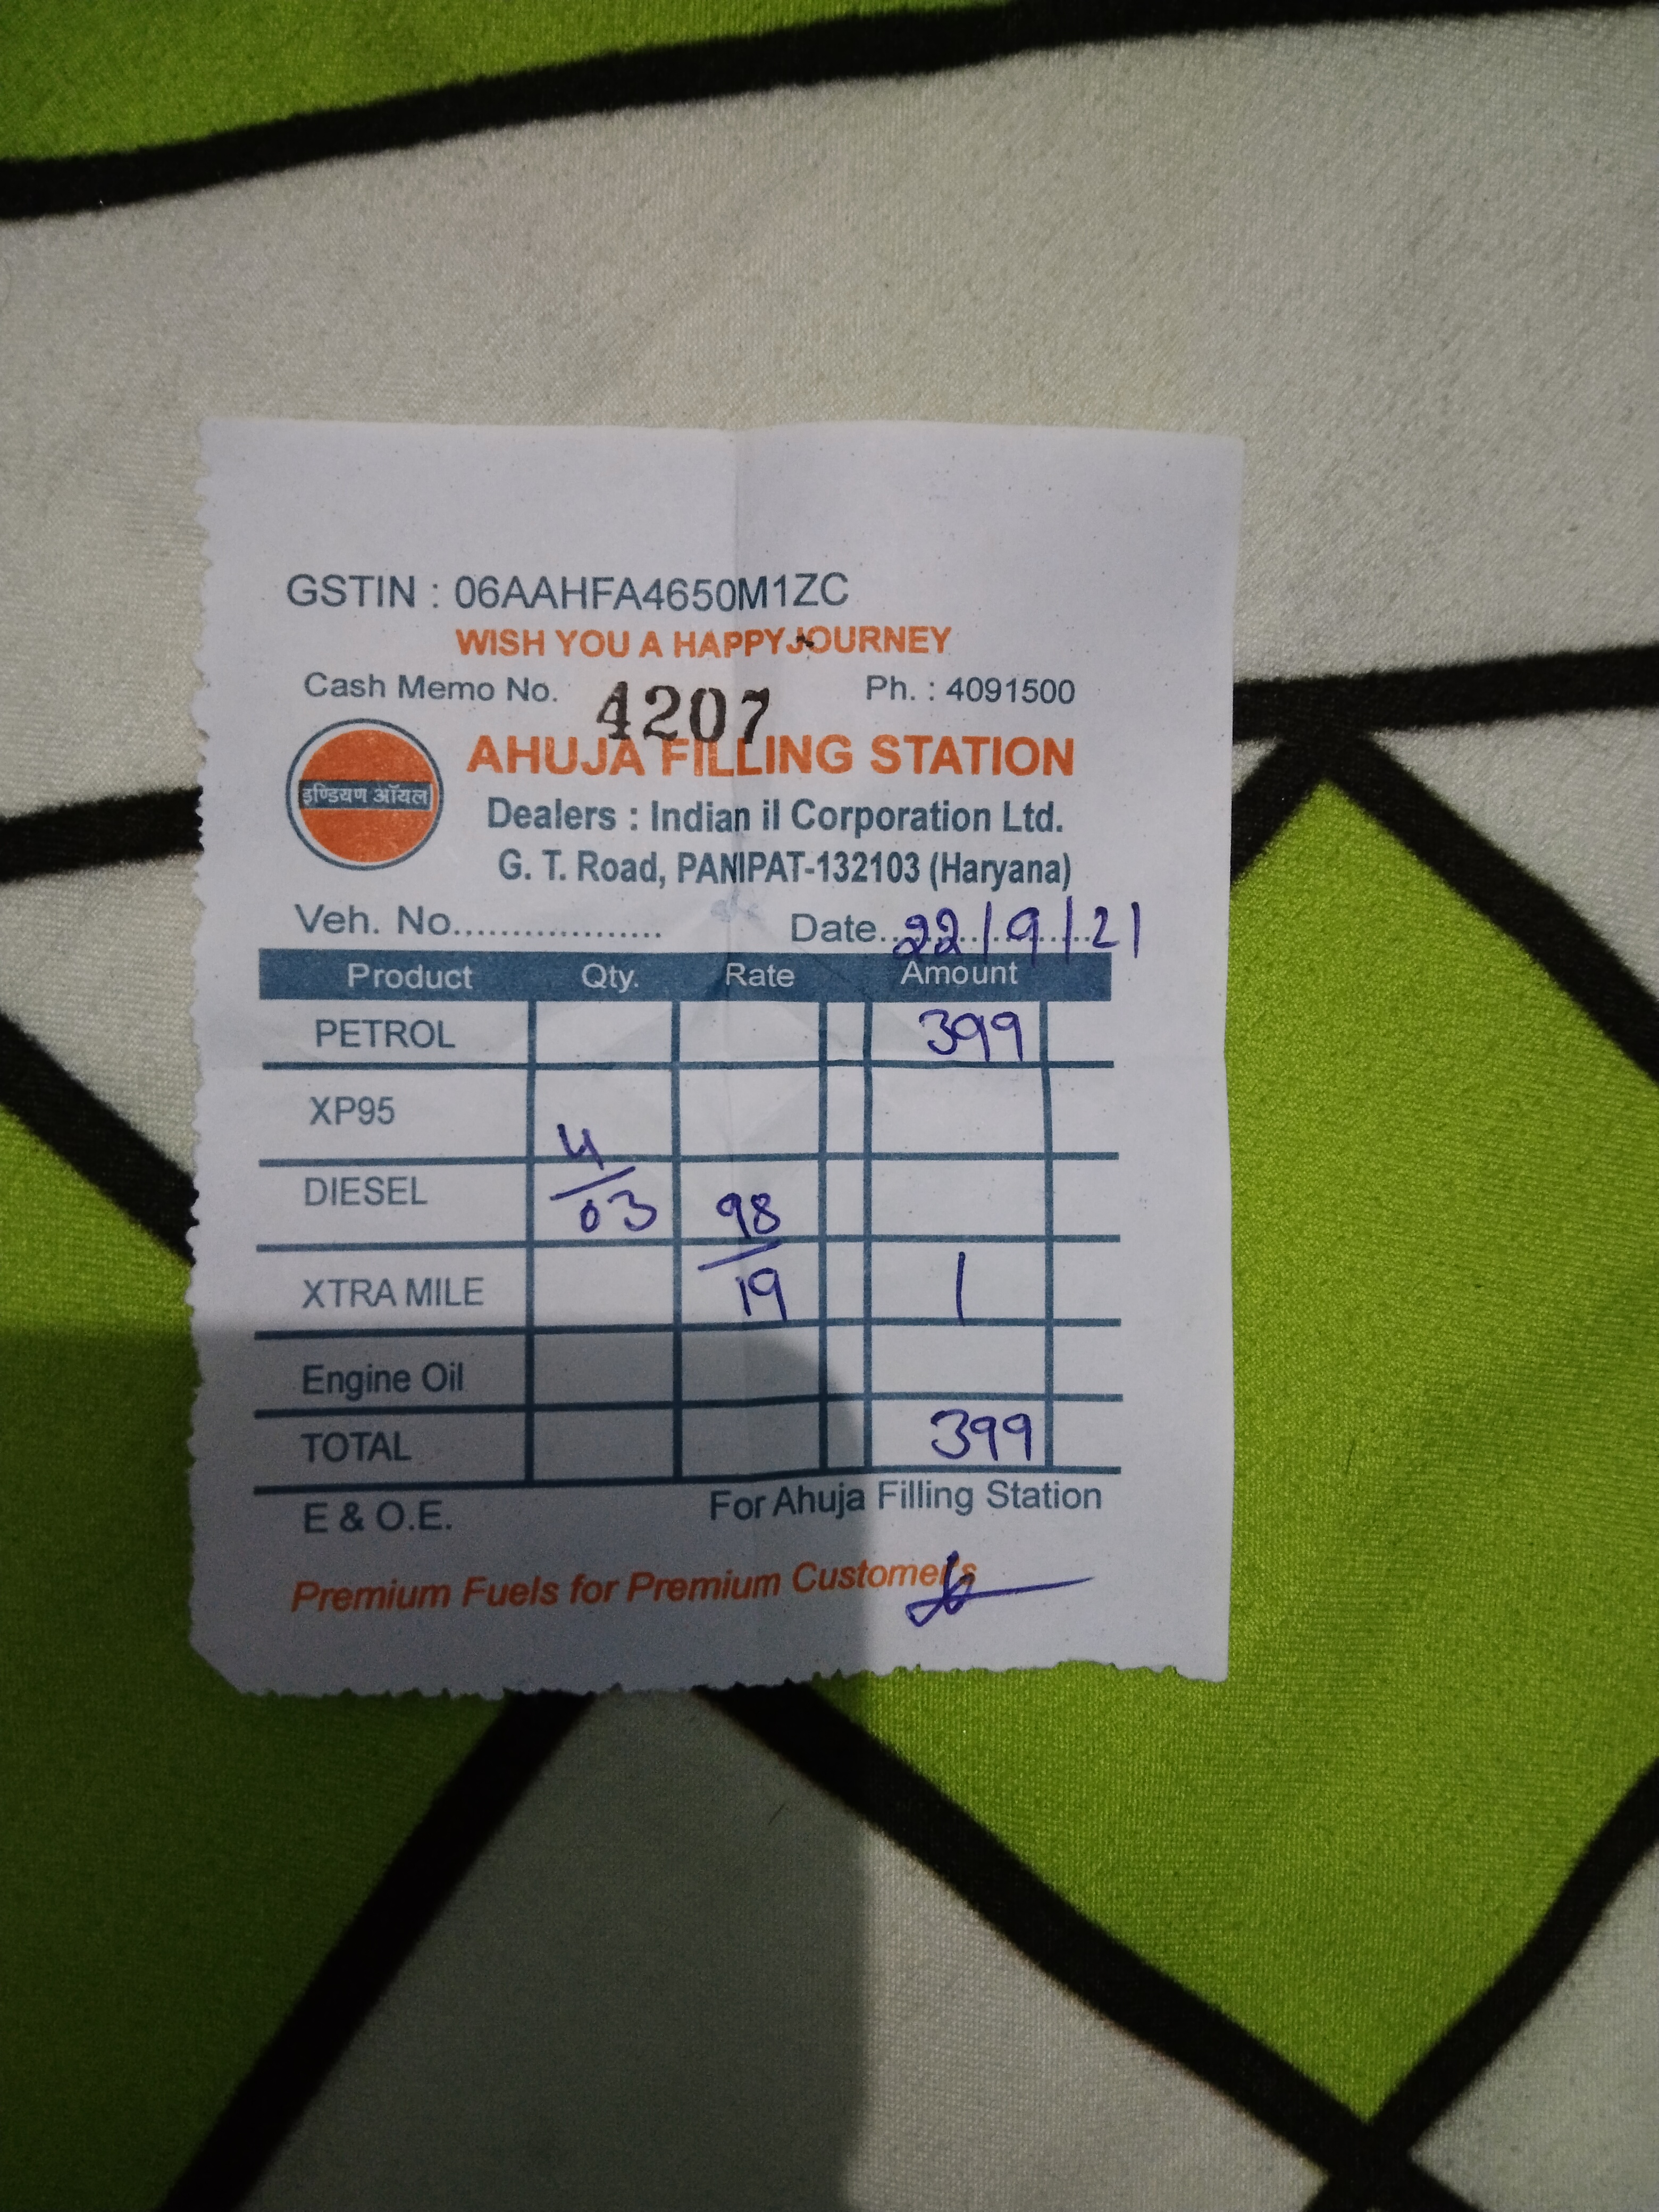 GSTIN : 06AAHFA4650M1ZC
WISH YOU A HAPPY JOURNEY
Cash Memo No. 4207 Ph. : 4091500
इण्डियन ऑयल
AHUJA FILLING STATION
Dealers : Indian il Corporation Ltd.
G. T. Road, PANIPAT-132103 (Haryana)
Veh. No.................. Date 22/9/21
Product Qty. Rate Amount
PETROL 399
XP95
DIESEL 4/03 98/19
XTRA MILE |
Engine Oil
TOTAL 399
E & O.E. For Ahuja Filling Station
Premium Fuels for Premium Customer's